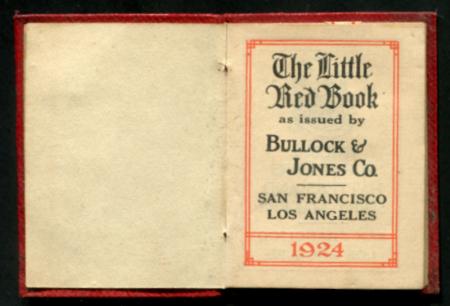 The Little
Red Book
as issued by
BULLOCK &
JONES CO.
SAN FRANCISCO
LOS ANGELES
1924